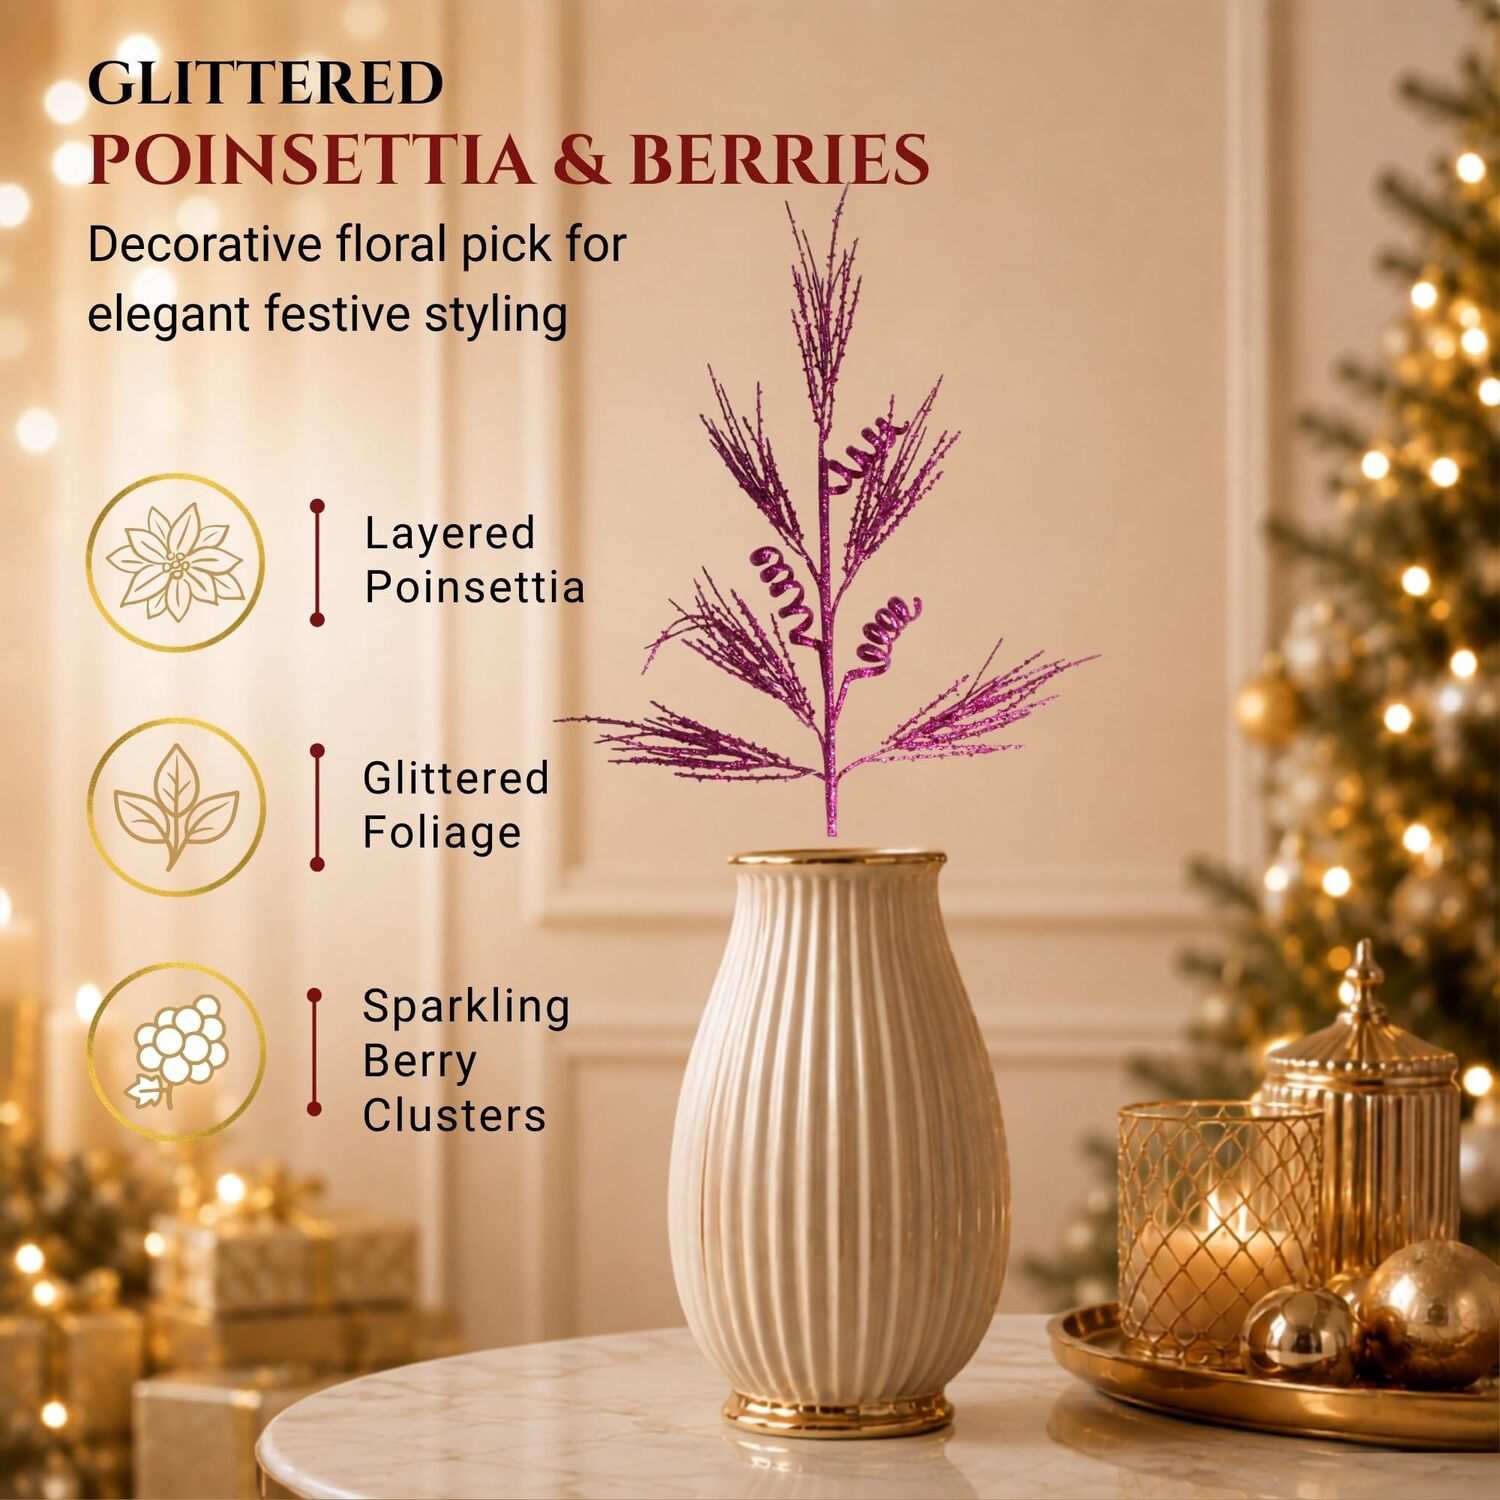 GLITTERED
POINSETTIA & BERRIES
Decorative floral pick for
elegant festive styling
Layered
Poinsettia
Glittered
Foliage
Sparkling
Berry
Clusters